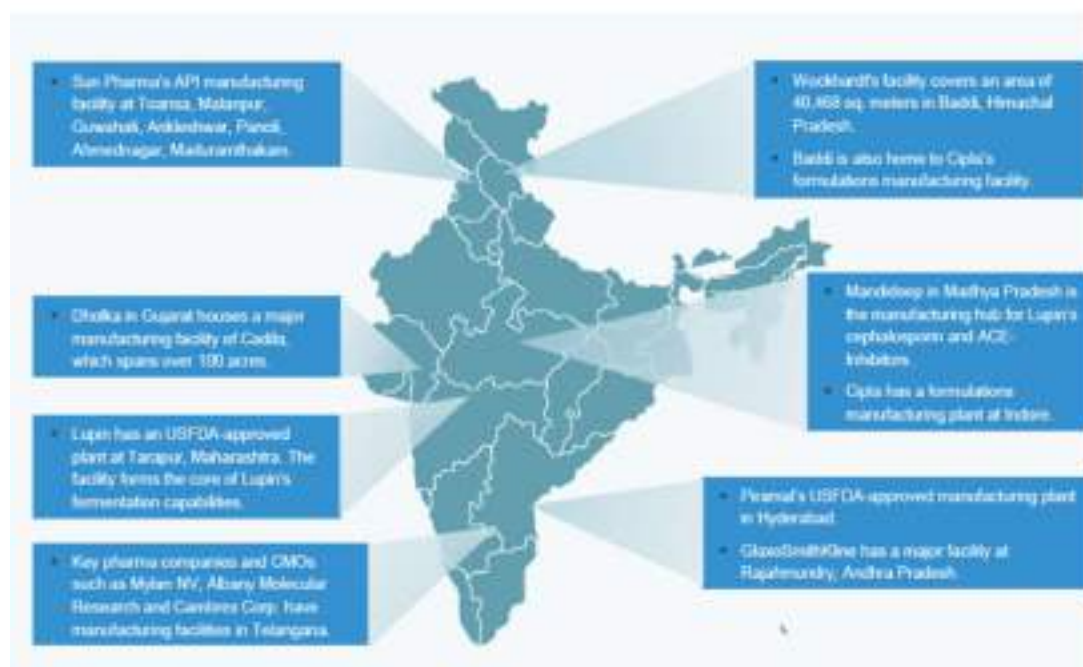 Sun Pharma's API manufacturing
facility at Toansa, Malanpur,
Guwahati, Ankleshwar, Panoli,
Ahmednagar, Maduranthakam.
Wockhardt's facility covers an area of
40,468 sq. meters in Baddi, Himachal
Pradesh.
Baddi is also home to Cipla's
formulations manufacturing facility.
Dholka in Gujarat houses a major
manufacturing facility of Cadila,
which spans over 100 acres.
Mandideep in Madhya Pradesh is
the manufacturing hub for Lupin's
cephalosporin and ACE-
Inhibitors.
Cipla has a formulations
manufacturing plant at Indore.
Lupin has an USFDA-approved
plant at Tarapur, Maharashtra. The
facility forms the core of Lupin's
fermentation capabilities.
Piramal's USFDA-approved manufacturing plant
in Hyderabad.
GlaxoSmithKline has a major facility at
Rajahmundry, Andhra Pradesh.
Key pharma companies and CMOs
such as Mylan NV, Albany Molecular
Research and Cambrex Corp. have
manufacturing facilities in Telangana.